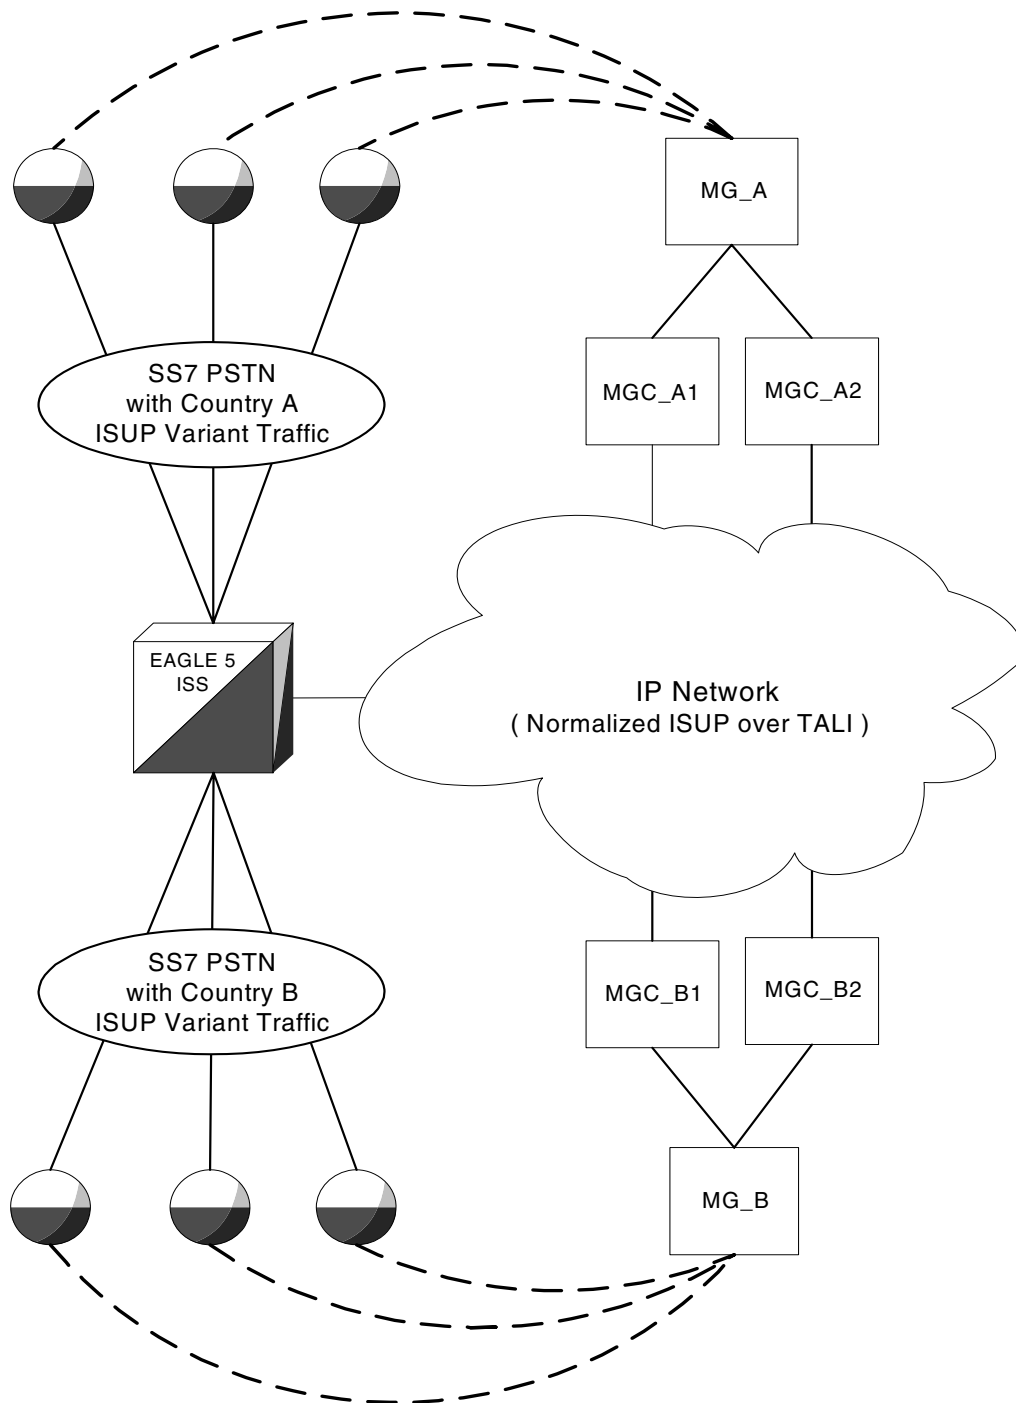 MG_A
MGC_A1
MGC_A2
SS7 PSTN
with Country A
ISUP Variant Traffic
EAGLE 5
ISS
IP Network
( Normalized ISUP over TALI )
SS7 PSTN
with Country B
ISUP Variant Traffic
MGC_B1
MGC_B2
MG_B